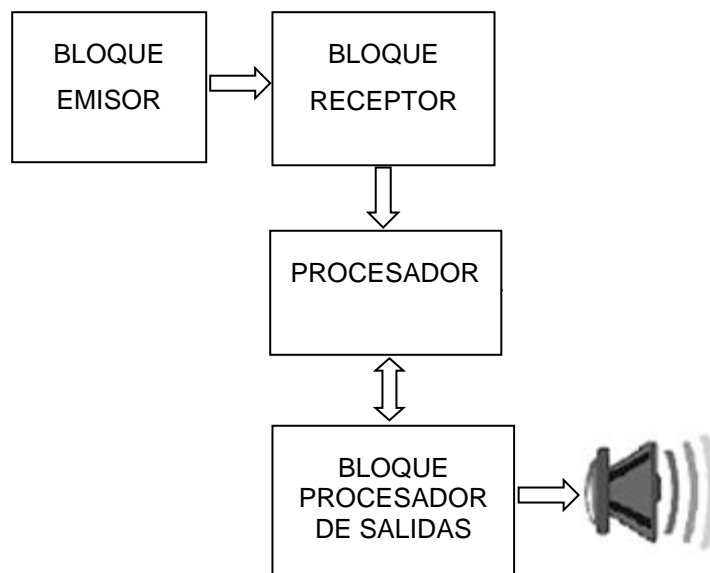 BLOQUE
EMISOR
BLOQUE
RECEPTOR
PROCESADOR
BLOQUE
PROCESADOR
DE SALIDAS